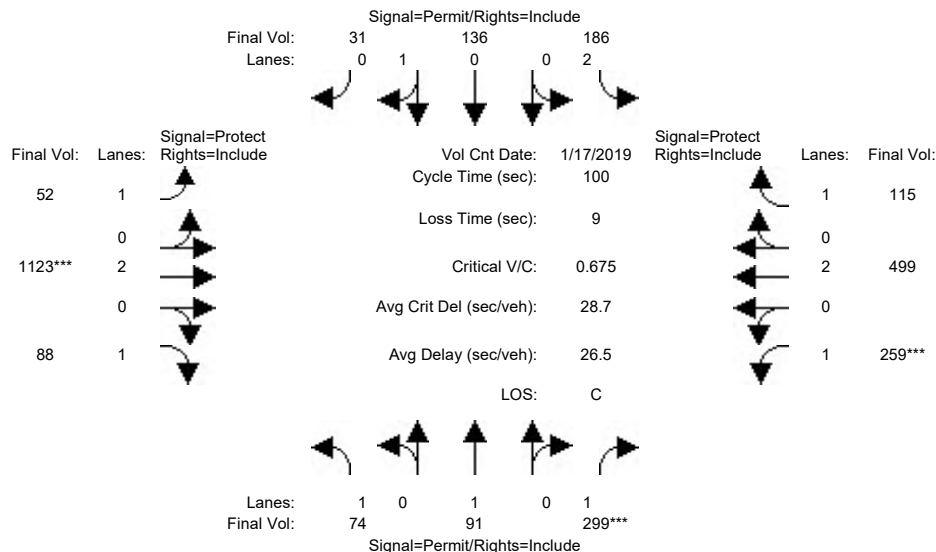 Signal=Permit/Rights=Include
Final Vol: 31 136 186
Lanes: 0 1 0 0 2
Signal=Protect Signal=Protect
Final Vol: Lanes: Rights=Include Vol Cnt Date: 1/17/2019 Rights=Include Lanes: Final Vol:
Cycle Time (sec): 100
52 1 1 115
Loss Time (sec): 9
0 0
1123*** 2 Critical V/C: 0.675 2 499
0 Avg Crit Del (sec/veh): 28.7 0
88 1 Avg Delay (sec/veh): 26.5 1 259***
LOS: C
Lanes: 1 0 1 0 1
Final Vol: 74 91 299***
Signal=Permit/Rights=Include